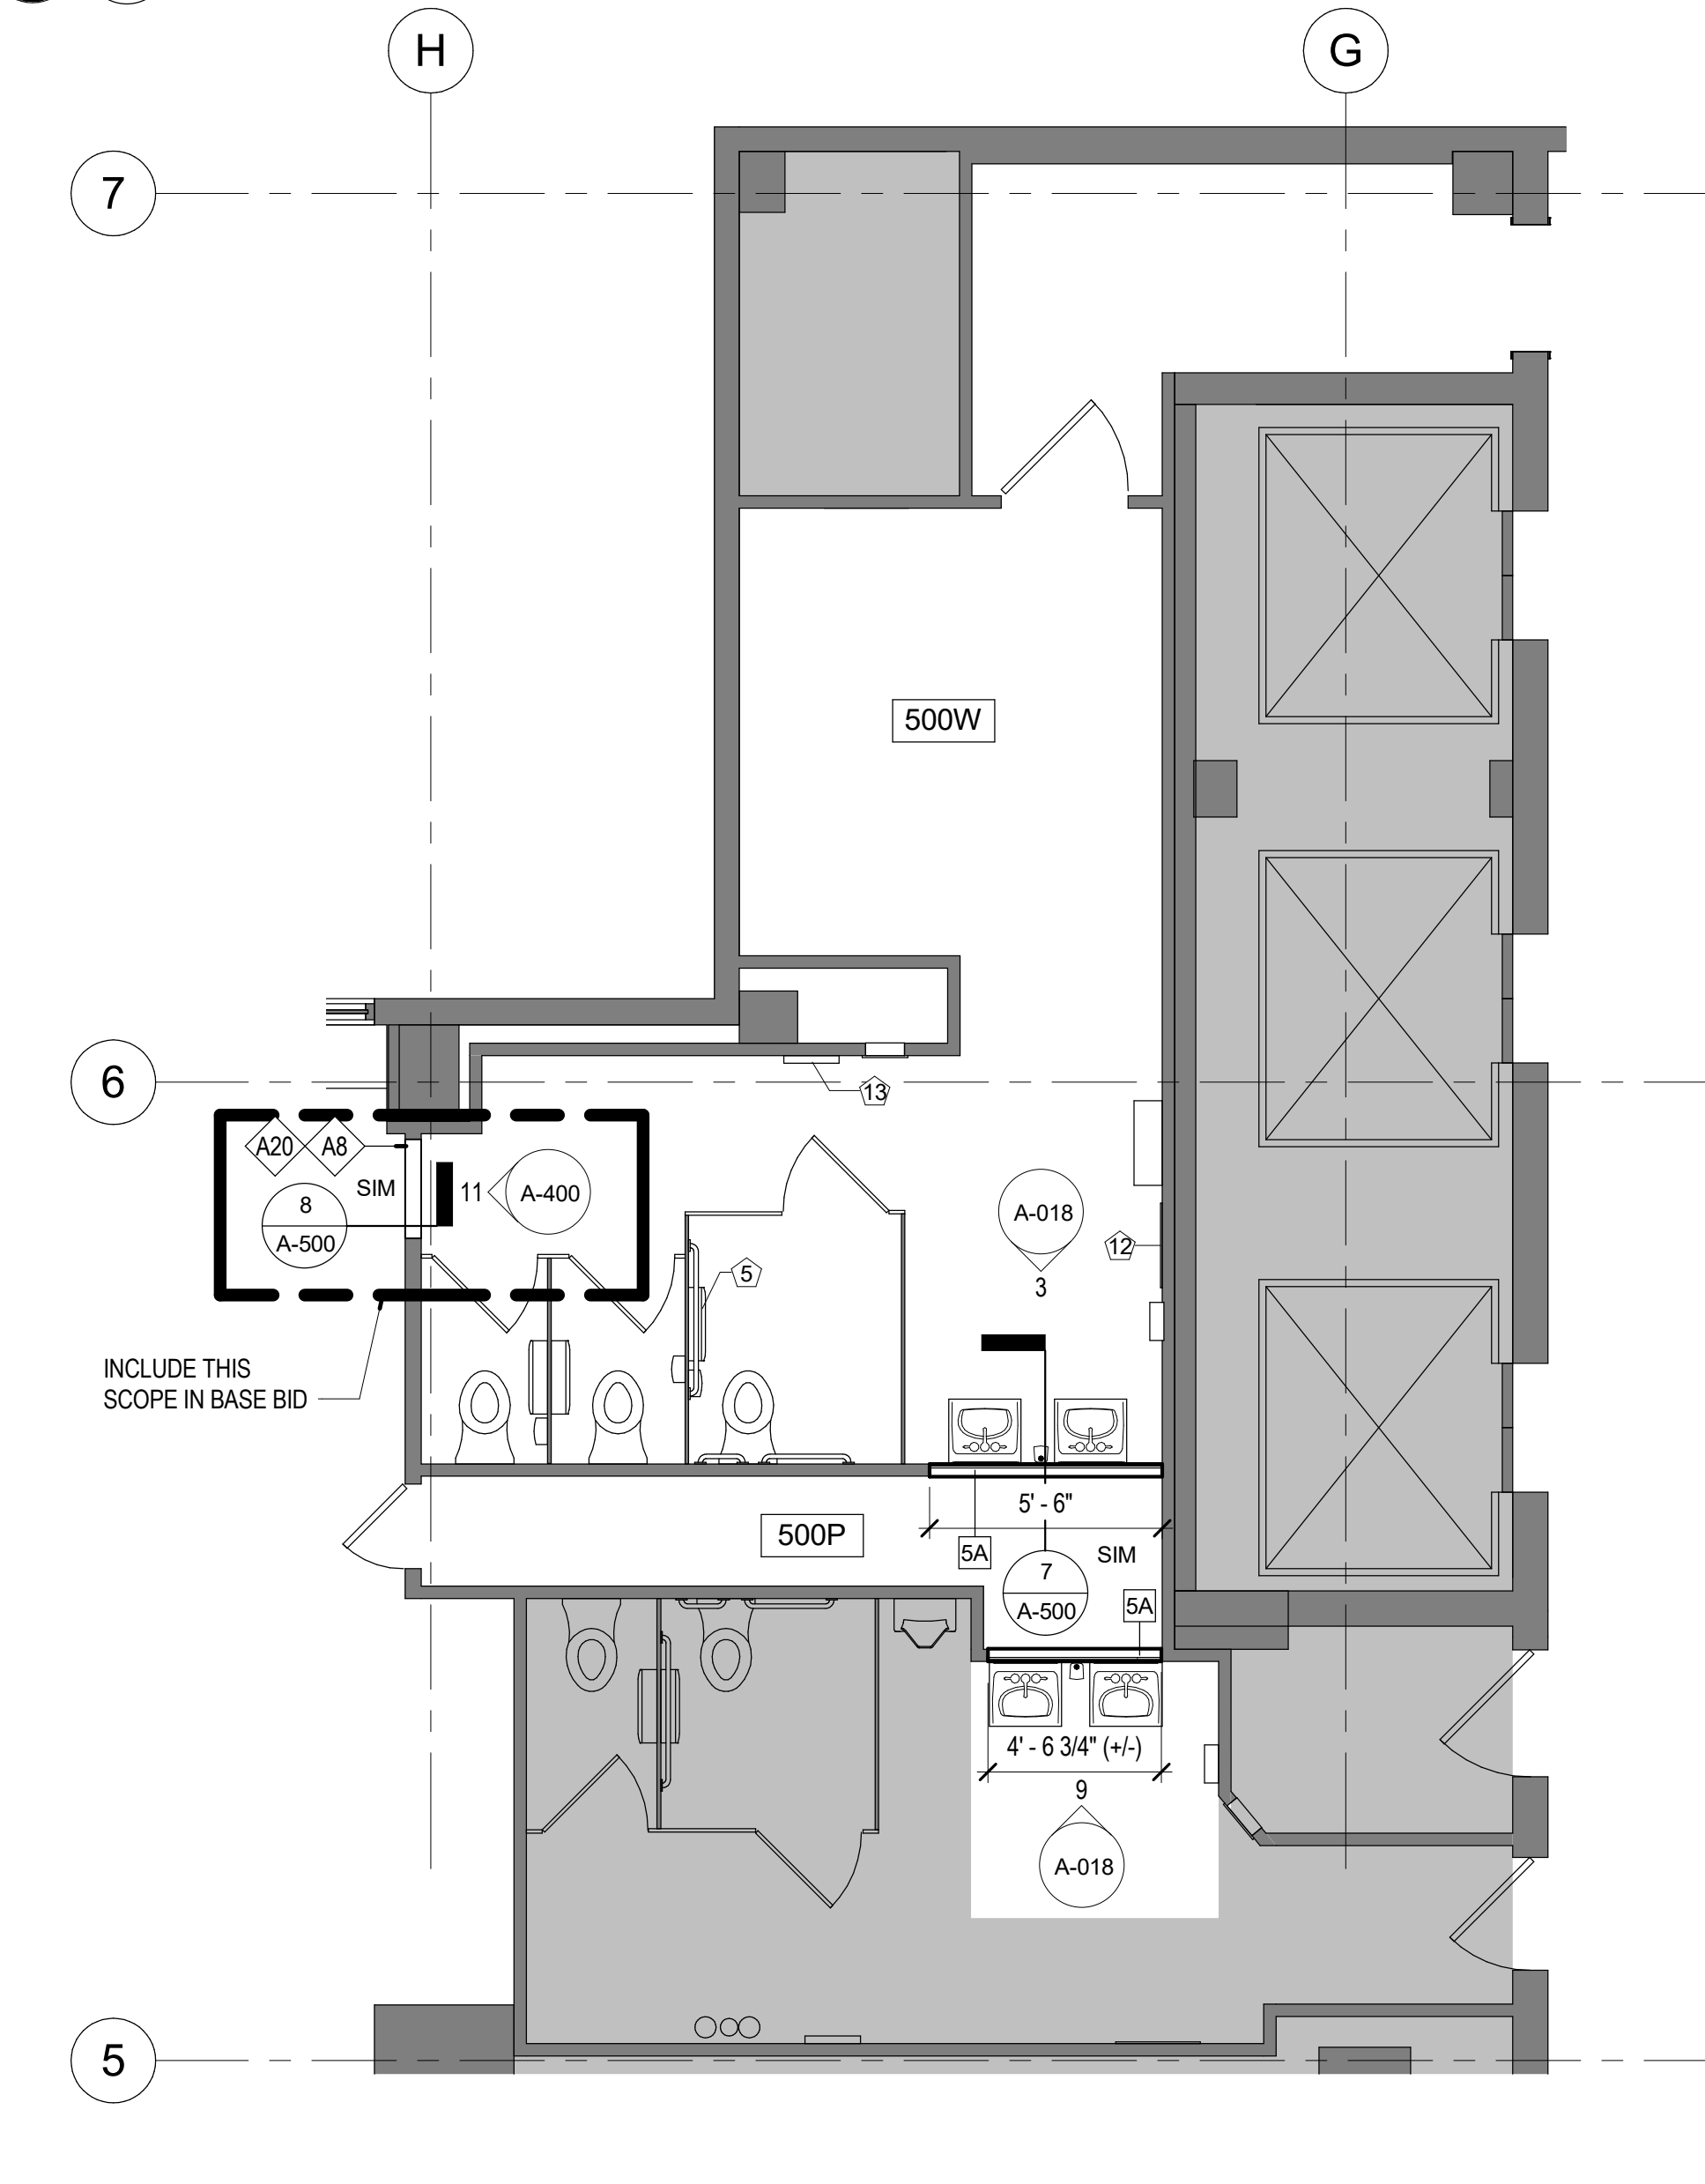 H
G
7
500W
6
13
A20
A8
SIM
8
A-500
11
A-400
A-018
3
12
5
INCLUDE THIS
SCOPE IN BASE BID
5' - 6"
500P
5A
SIM
7
A-500
5A
4' - 6 3/4" (+/-)
9
A-018
5